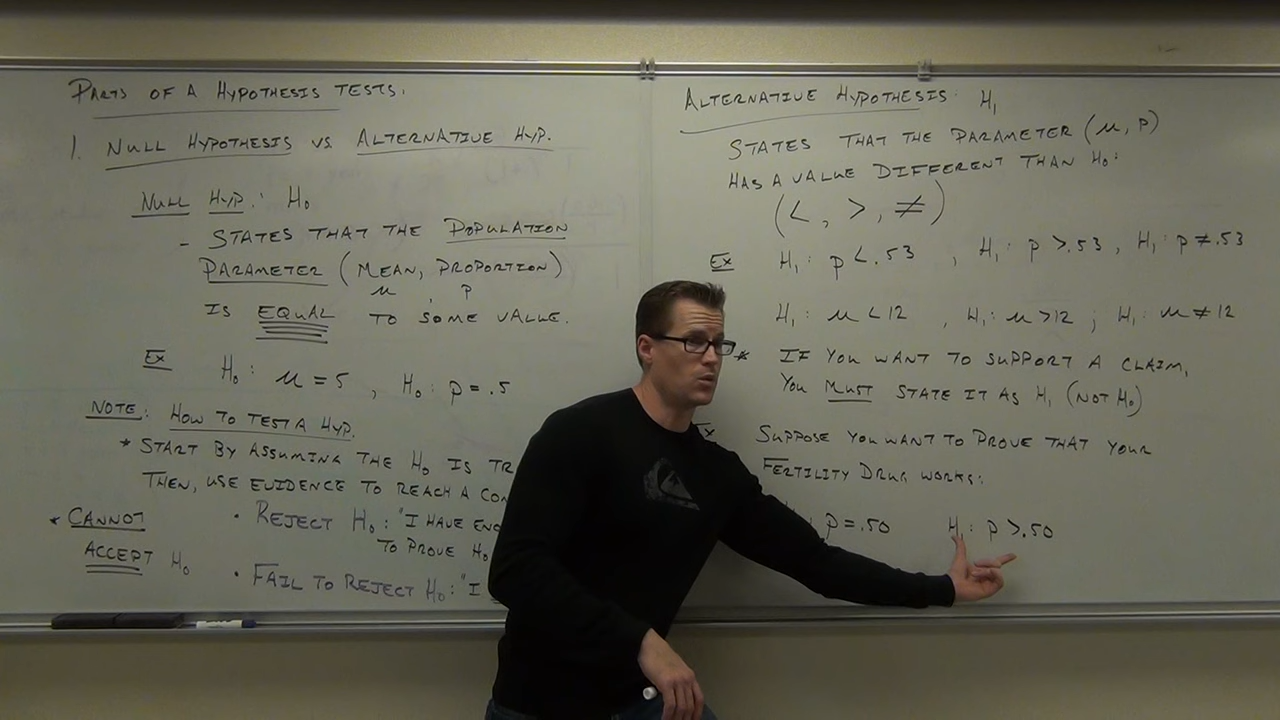 PARTS OF A HYPOTHESIS TESTS.
1. NULL HYPOTHESIS VS ALTERNATIVE HYP.
NULL HYP.: H₀
- STATES THAT THE POPULATION
PARAMETER (MEAN, PROPORTION)
μ , p
IS EQUAL TO SOME VALUE.
EX H₀: μ = 5 , H₀: p = .5
NOTE: HOW TO TEST A HYP.
* START BY ASSUMING THE H₀ IS
THEN, USE EVIDENCE TO REACH A
* CANNOT
ACCEPT H₀
• REJECT H₀: "I HAVE
TO PROVE H₀
• FAIL TO REJECT H₀: "I
ALTERNATIVE HYPOTHESIS: H₁
STATES THAT THE PARAMETER (μ, p)
HAS A VALUE DIFFERENT THAN H₀:
(<, >, ≠)
EX H₁: p < .53 , H₁: p > .53 , H₁: p ≠ .53
H₁: μ < 12 , H₁: μ > 12 ; H₁: μ ≠ 12
* IF YOU WANT TO SUPPORT A CLAIM,
YOU MUST STATE IT AS H₁ (NOT H₀)
EX SUPPOSE YOU WANT TO PROVE THAT YOUR
FERTILITY DRUG WORKS:
: p = .50 H₁: p > .50